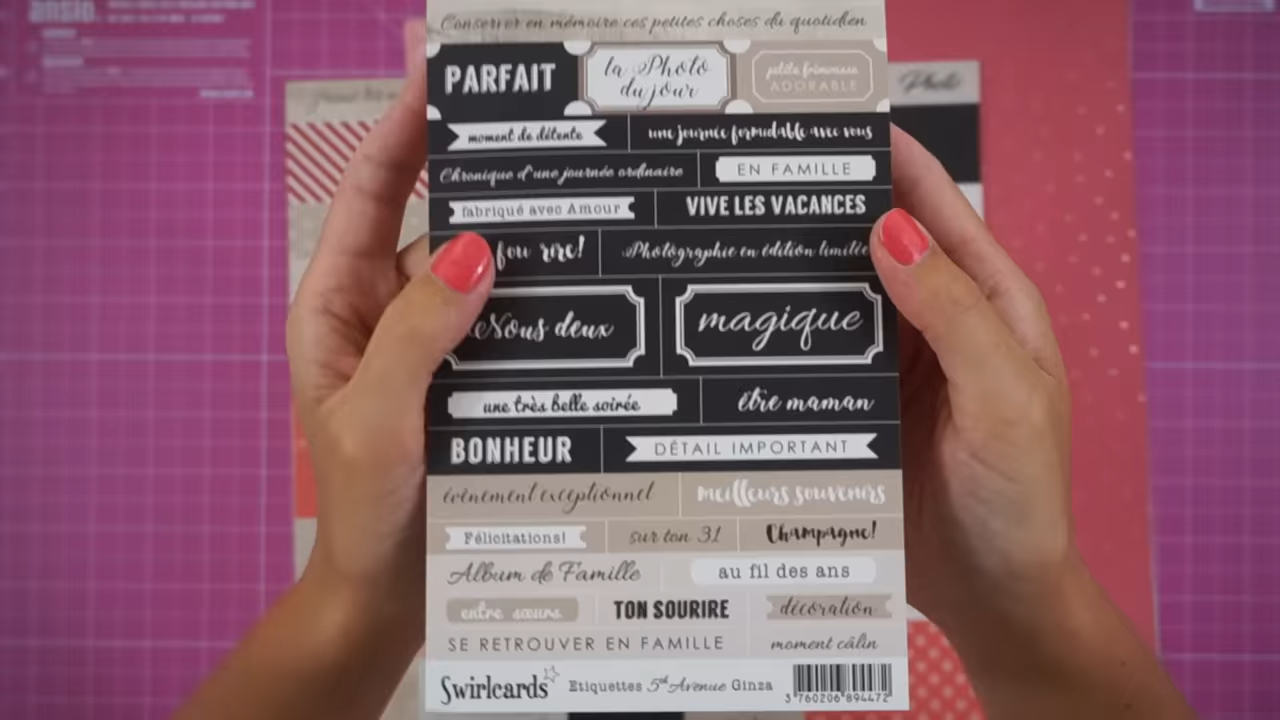 Conserver en mémoire ces petites choses du quotidien
PARFAIT
la Photo
du jour
petite frimousse
ADORABLE
Photo
moment de détente
une journée formidable avec vous
Chronique d'une journée ordinaire
EN FAMILLE
fabriqué avec Amour
VIVE LES VACANCES
fou rire!
Photographie en édition limitée
Nous deux
magique
une très belle soirée
être maman
BONHEUR
DÉTAIL IMPORTANT
évènement exceptionnel
meilleurs souvenirs
Félicitations!
sur ton 31
Champagne!
Album de Famille
au fil des ans
entre sœurs
TON SOURIRE
décoration
SE RETROUVER EN FAMILLE
moment câlin
Swirlcards
Etiquettes 5th Avenue Ginza
3 760206 894472